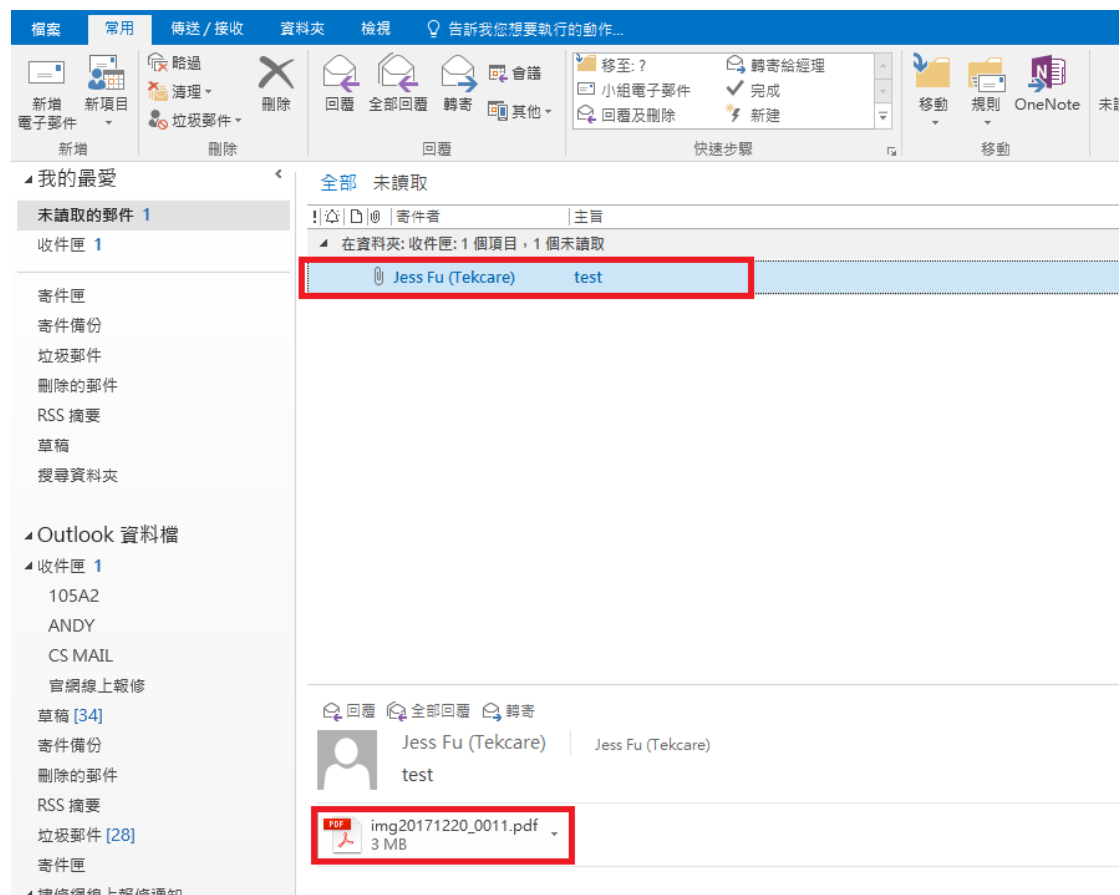 檔案 常用 傳送 / 接收 資料夾 檢視 告訴我您想要執行的動作...
新增
電子郵件
新項目
略過
清理
垃圾郵件
刪除
回覆
全部回覆
轉寄
會議
其他
移至: ?
小組電子郵件
回覆及刪除
轉寄給經理
完成
新建
移動
規則
OneNote
新增 刪除 回覆 快速步驟 移動
我的最愛
未讀取的郵件 1
收件匣 1
寄件匣
寄件備份
垃圾郵件
刪除的郵件
RSS 摘要
草稿
搜尋資料夾
Outlook 資料檔
收件匣 1
105A2
ANDY
CS MAIL
官網線上報修
草稿 [34]
寄件備份
刪除的郵件
RSS 摘要
垃圾郵件 [28]
寄件匣
全部 未讀取
寄件者 主旨
在資料夾: 收件匣: 1 個項目，1 個未讀取
Jess Fu (Tekcare) test
回覆 全部回覆 轉寄
Jess Fu (Tekcare) Jess Fu (Tekcare)
test
PDF
img20171220_0011.pdf
3 MB